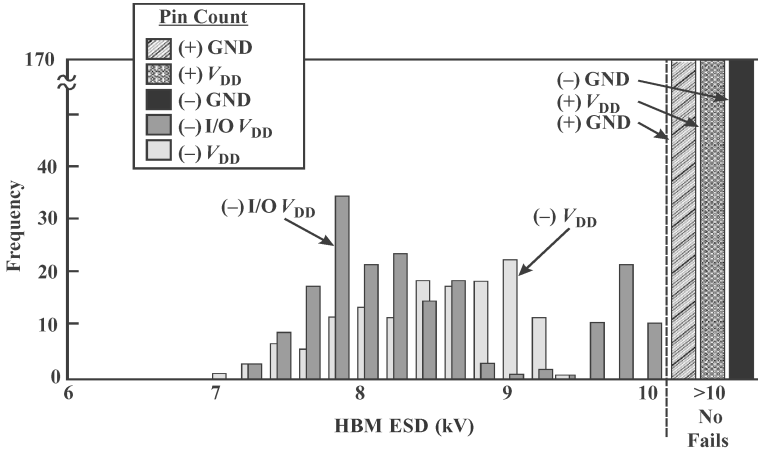 Pin Count
(+) GND
(+) VDD
(–) GND
(–) I/O VDD
(–) VDD
170
40
30
20
10
0
Frequency
(–) I/O VDD
(–) VDD
(–) GND
(+) VDD
(+) GND
6 7 8 9 10 >10
No
Fails
HBM ESD (kV)